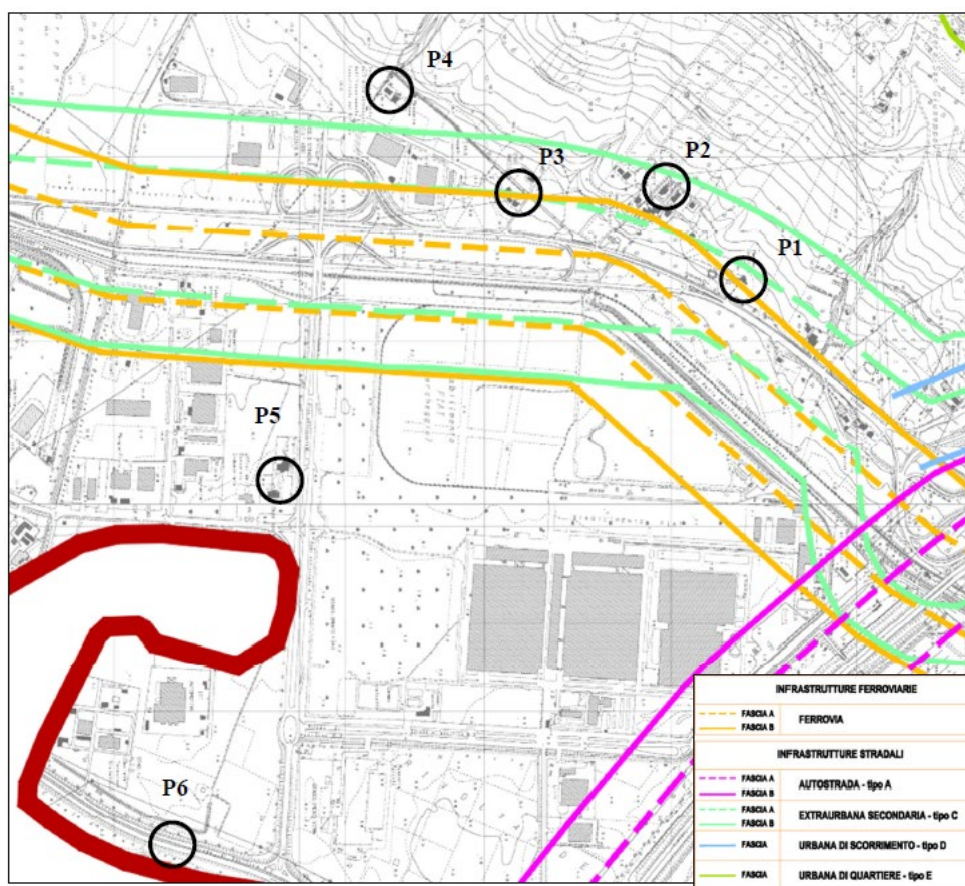 P4
P3
P2
P1
P5
P6
INFRASTRUTTURE FERROVIARIE
FASCIA A
FASCIA B
FERROVIA
INFRASTRUTTURE STRADALI
FASCIA A
FASCIA B
AUTOSTRADA - tipo A
FASCIA A
FASCIA B
EXTRAURBANA SECONDARIA - tipo C
FASCIA
URBANA DI SCORRIMENTO - tipo D
FASCIA
URBANA DI QUARTIERE - tipo E